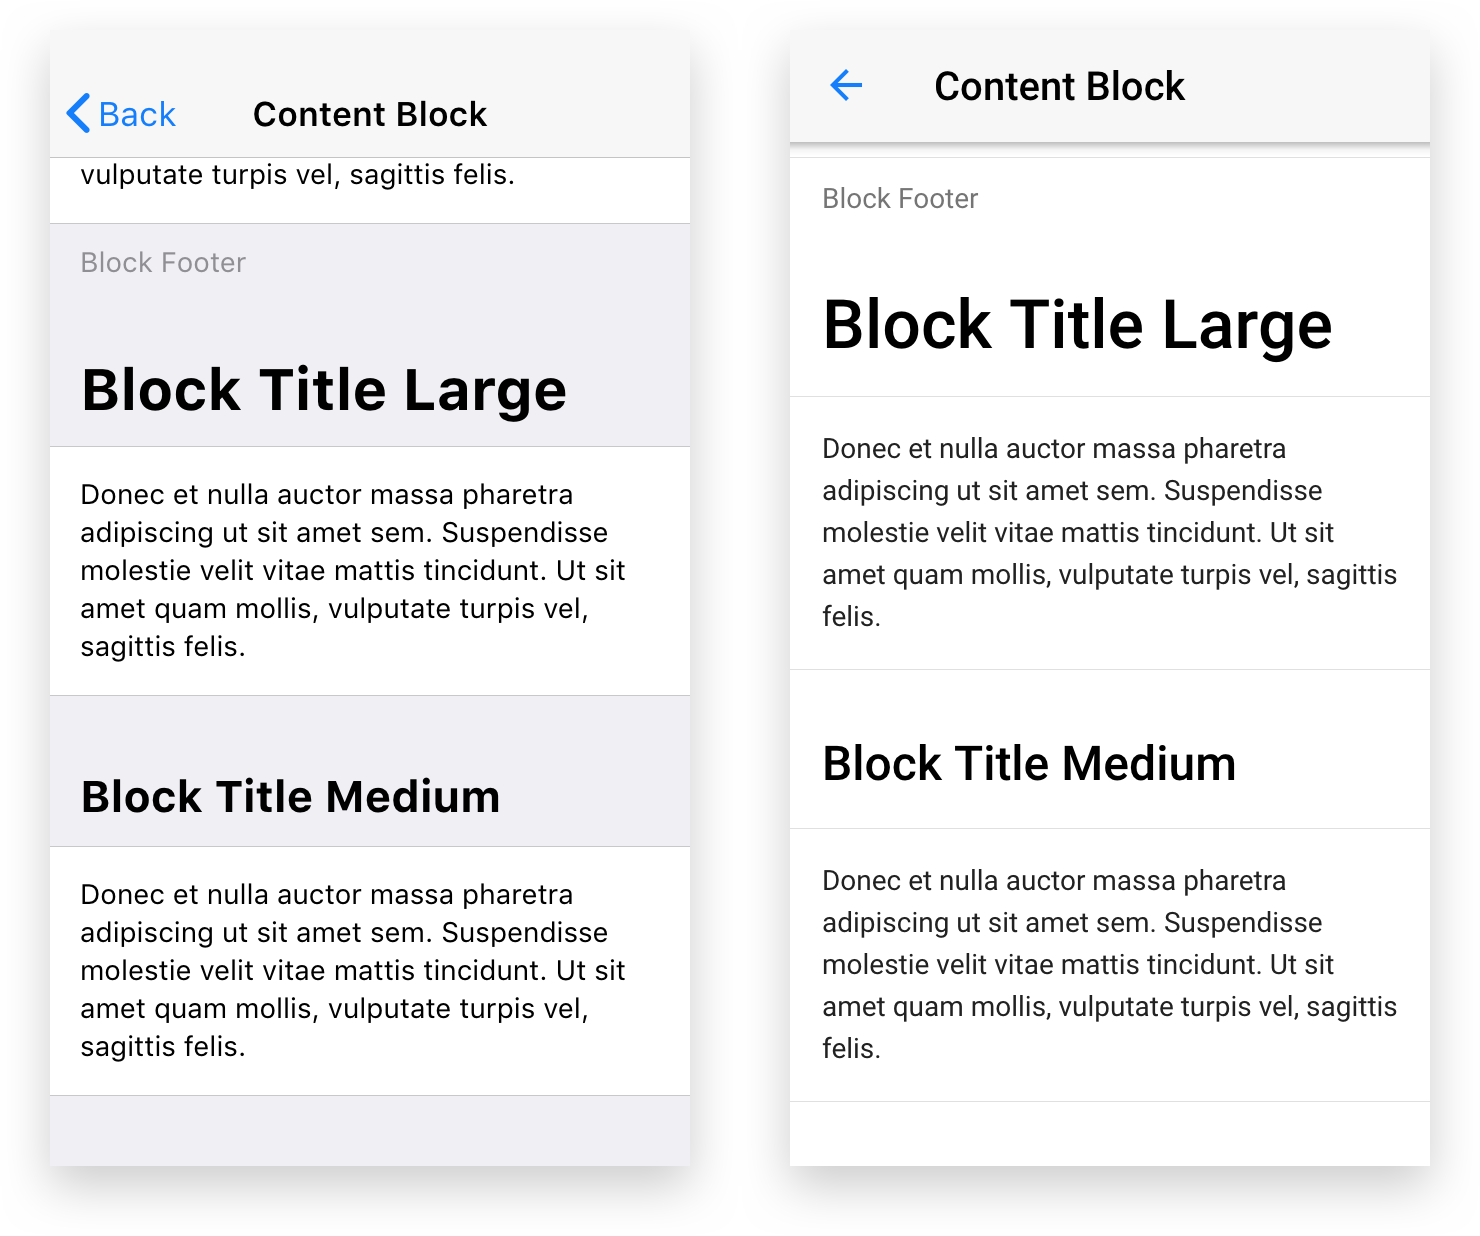 Back
Content Block
vulputate turpis vel, sagittis felis.
Block Footer
Block Title Large
Donec et nulla auctor massa pharetra
adipiscing ut sit amet sem. Suspendisse
molestie velit vitae mattis tincidunt. Ut sit
amet quam mollis, vulputate turpis vel,
sagittis felis.
Block Title Medium
Donec et nulla auctor massa pharetra
adipiscing ut sit amet sem. Suspendisse
molestie velit vitae mattis tincidunt. Ut sit
amet quam mollis, vulputate turpis vel,
sagittis felis.
Content Block
Block Footer
Block Title Large
Donec et nulla auctor massa pharetra
adipiscing ut sit amet sem. Suspendisse
molestie velit vitae mattis tincidunt. Ut sit
amet quam mollis, vulputate turpis vel, sagittis
felis.
Block Title Medium
Donec et nulla auctor massa pharetra
adipiscing ut sit amet sem. Suspendisse
molestie velit vitae mattis tincidunt. Ut sit
amet quam mollis, vulputate turpis vel, sagittis
felis.